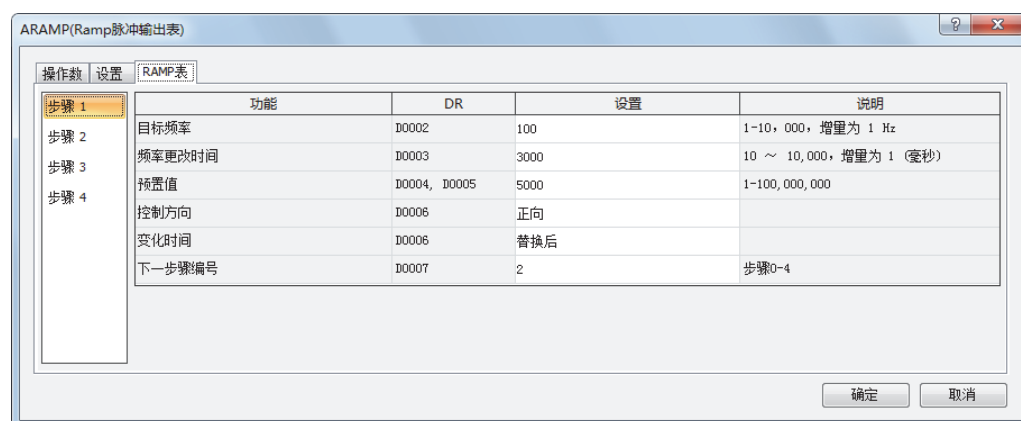 ARAMP(Ramp脉冲输出表)
操作数 设置 RAMP表
步骤 1
步骤 2
步骤 3
步骤 4
功能 DR 设置 说明
目标频率 D0002 100 1-10，000，增量为 1 Hz
频率更改时间 D0003 3000 10 ～ 10,000，增量为 1 (毫秒)
预置值 D0004, D0005 5000 1-100,000,000
控制方向 D0006 正向
变化时间 D0006 替换后
下一步骤编号 D0007 2 步骤0-4
确定 取消